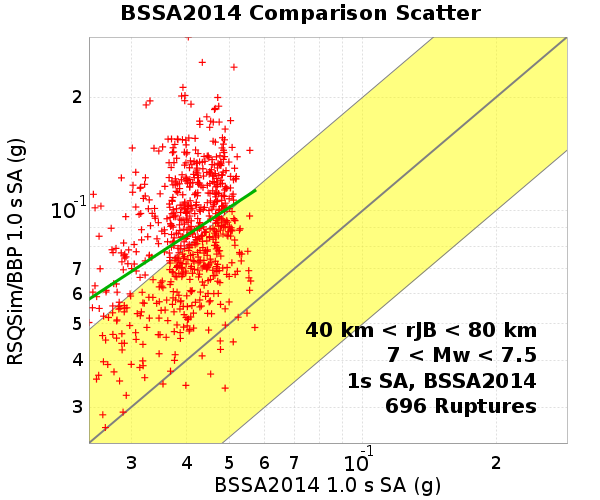 BSSA2014 Comparison Scatter
RSQSim/BBP 1.0 s SA (g)
2
10-1
7
6
5
4
3
40 km < rJB < 80 km
7 < Mw < 7.5
1s SA, BSSA2014
696 Ruptures
3 4 5 6 7 10-1 2
BSSA2014 1.0 s SA (g)